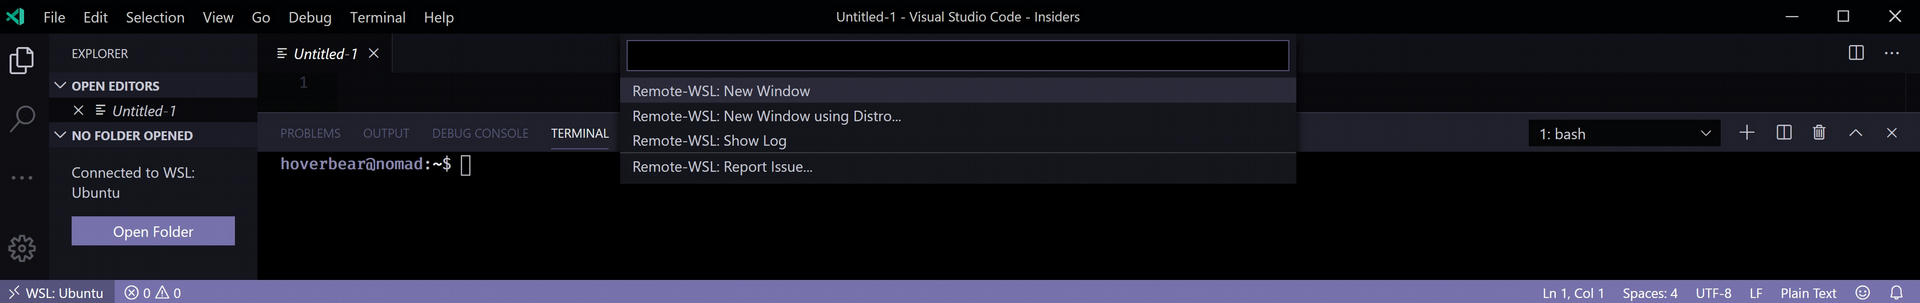 File Edit Selection View Go Debug Terminal Help
Untitled-1 - Visual Studio Code - Insiders
EXPLORER
OPEN EDITORS
Untitled-1
NO FOLDER OPENED
Connected to WSL:
Ubuntu
Open Folder
Untitled-1
1
Remote-WSL: New Window
Remote-WSL: New Window using Distro...
Remote-WSL: Show Log
Remote-WSL: Report Issue...
PROBLEMS OUTPUT DEBUG CONSOLE TERMINAL
1: bash
hoverbear@nomad:~$
WSL: Ubuntu 0 0
Ln 1, Col 1 Spaces: 4 UTF-8 LF Plain Text